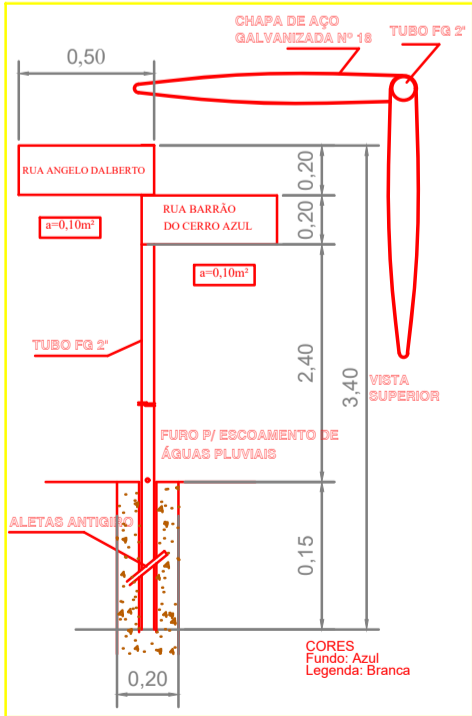 CHAPA DE AÇO
GALVANIZADA Nº 18
TUBO FG 2"
0,50
RUA ANGELO DALBERTO
0,20
RUA BARRÃO
DO CERRO AZUL
0,20
a=0,10m²
a=0,10m²
TUBO FG 2"
2,40
3,40
VISTA
SUPERIOR
FURO P/ ESCOAMENTO DE
ÁGUAS PLUVIAIS
ALETAS ANTIGIRO
0,15
CORES
Fundo: Azul
Legenda: Branca
0,20